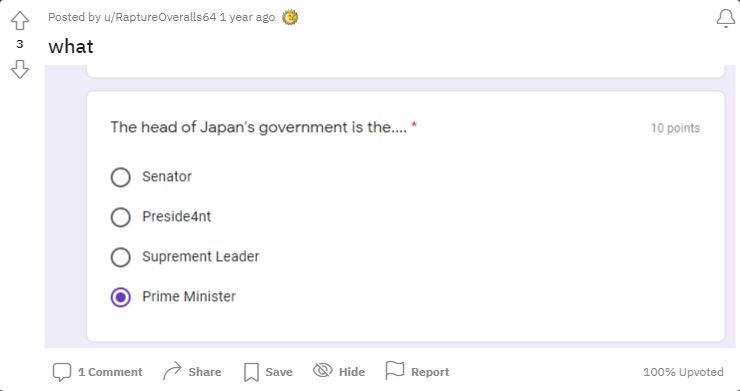 Posted by u/RaptureOveralls64 1 year ago
3
what
The head of Japan's government is the.... *
10 points
Senator
Preside4nt
Suprement Leader
Prime Minister
1 Comment Share Save Hide Report 100% Upvoted